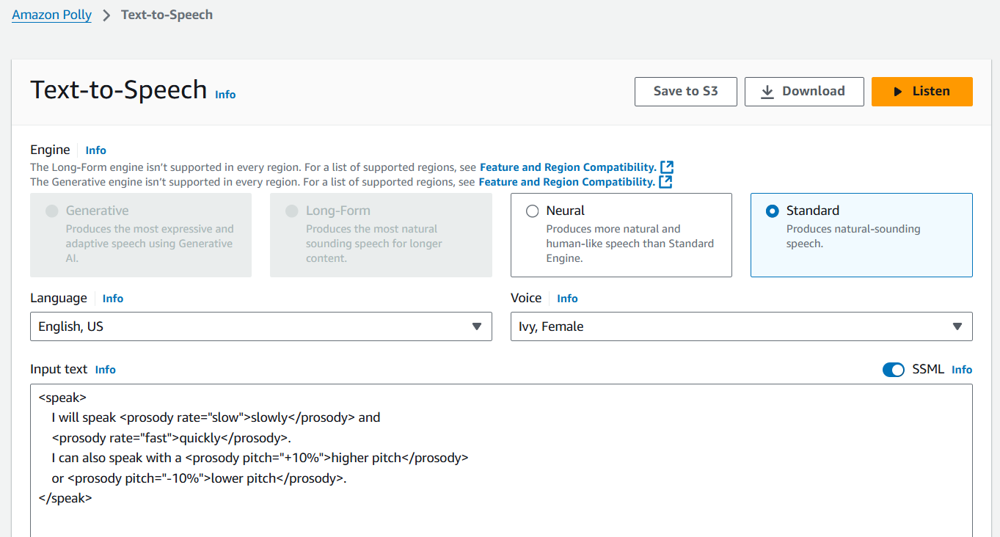 Amazon Polly > Text-to-Speech
Text-to-Speech Info
Save to S3
Download
Listen
Engine Info
The Long-Form engine isn't supported in every region. For a list of supported regions, see Feature and Region Compatibility.
The Generative engine isn't supported in every region. For a list of supported regions, see Feature and Region Compatibility.
Generative
Produces the most expressive and
adaptive speech using Generative
AI.
Long-Form
Produces the most natural
sounding speech for longer
content.
Neural
Produces more natural and
human-like speech than Standard
Engine.
Standard
Produces natural-sounding
speech.
Language Info
English, US
Voice Info
Ivy, Female
Input text Info
SSML Info
<speak>
I will speak <prosody rate="slow">slowly</prosody> and
<prosody rate="fast">quickly</prosody>.
I can also speak with a <prosody pitch="+10%">higher pitch</prosody>
or <prosody pitch="-10%">lower pitch</prosody>.
</speak>